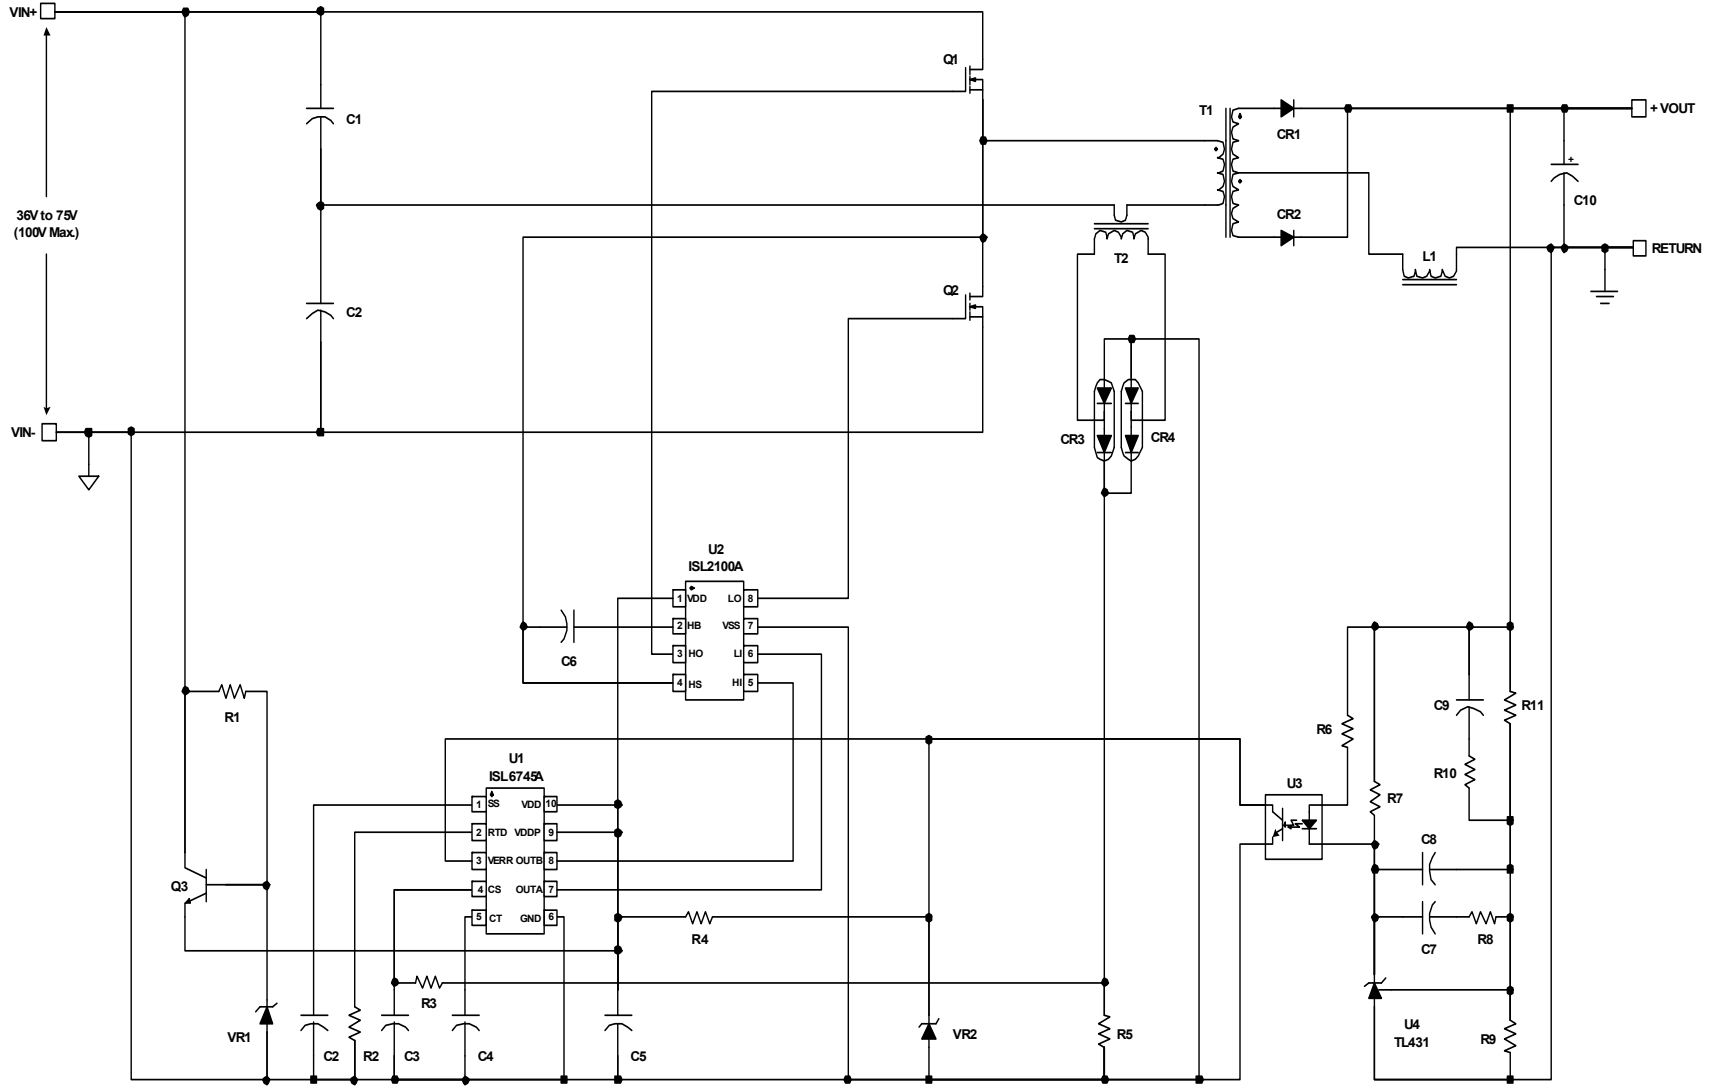 VIN+
Q1
T1
CR1
+ VOUT
C1
+
C10
36V to 75V
(100V Max.)
CR2
RETURN
T2
L1
Q2
C2
VIN-
CR3
CR4
U2
ISL2100A
1 VDD LO 8
2 HB VSS 7
3 HO LI 6
4 HS HI 5
C6
R1
C9
R11
R6
R10
U1
ISL6745A
U3
R7
1 SS VDD 10
2 RTD VDDP 9
3 VERR OUTB 8
4 CS OUTA 7
5 CT GND 6
C8
Q3
R4
C7
R8
R3
VR1
C2
R2
C3
C4
C5
VR2
R5
U4
TL431
R9